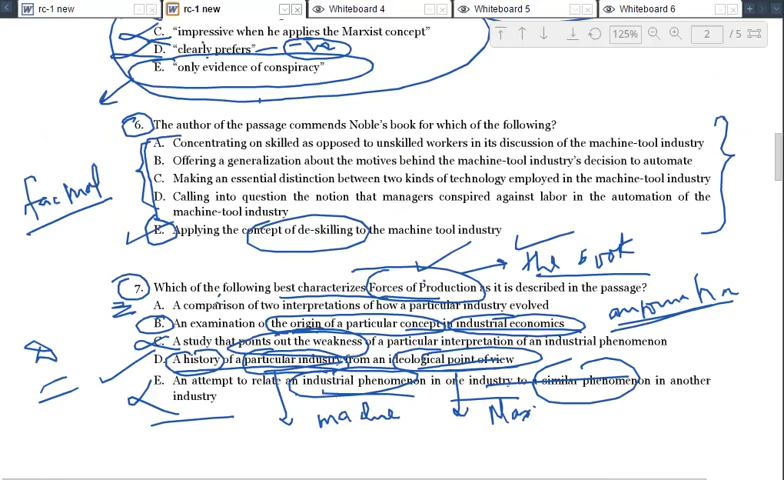 rc-1 new rc-1 new Whiteboard 4 Whiteboard 5 Whiteboard 6
125% 2 / 5
C. “impressive when he applies the Marxist concept”
D. “clearly prefers” -ve
E. “only evidence of conspiracy”
6. The author of the passage commends Noble’s book for which of the following?
A. Concentrating on skilled as opposed to unskilled workers in its discussion of the machine-tool industry
B. Offering a generalization about the motives behind the machine-tool industry’s decision to automate
C. Making an essential distinction between two kinds of technology employed in the machine-tool industry
D. Calling into question the notion that managers conspired against labor in the automation of the
machine-tool industry
E. Applying the concept of de-skilling to the machine tool industry
factual
the book
7. Which of the following best characterizes Forces of Production as it is described in the passage?
A. A comparison of two interpretations of how a particular industry evolved
automation
B. An examination of the origin of a particular concept in industrial economics
C. A study that points out the weakness of a particular interpretation of an industrial phenomenon
D. A history of a particular industry from an ideological point of view
E. An attempt to relate an industrial phenomenon in one industry to a similar phenomenon in another
industry